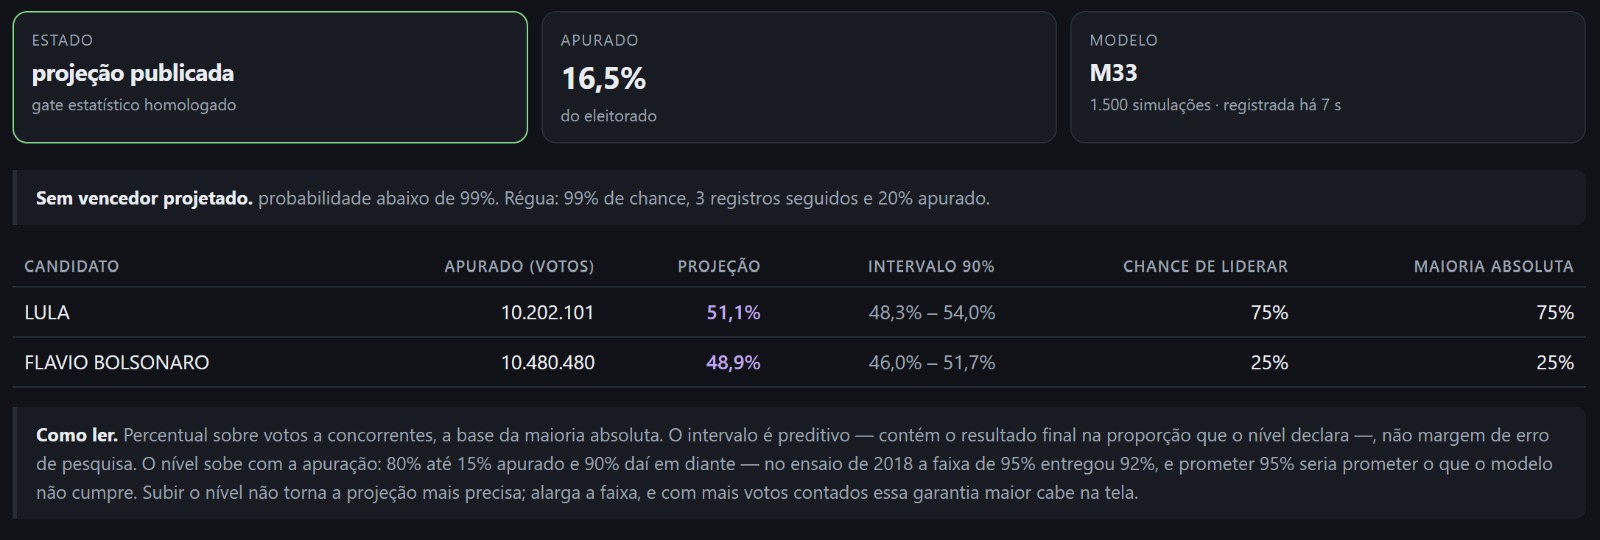 ESTADO
projeção publicada
gate estatístico homologado
APURADO
16,5%
do eleitorado
MODELO
M33
1.500 simulações · registrada há 7 s
Sem vencedor projetado. probabilidade abaixo de 99%. Régua: 99% de chance, 3 registros seguidos e 20% apurado.
CANDIDATO APURADO (VOTOS) PROJEÇÃO INTERVALO 90% CHANCE DE LIDERAR MAIORIA ABSOLUTA
LULA 10.202.101 51,1% 48,3% – 54,0% 75% 75%
FLAVIO BOLSONARO 10.480.480 48,9% 46,0% – 51,7% 25% 25%
Como ler. Percentual sobre votos a concorrentes, a base da maioria absoluta. O intervalo é preditivo — contém o resultado final na proporção que o nível declara —, não margem de erro
de pesquisa. O nível sobe com a apuração: 80% até 15% apurado e 90% daí em diante — no ensaio de 2018 a faixa de 95% entregou 92%, e prometer 95% seria prometer o que o modelo
não cumpre. Subir o nível não torna a projeção mais precisa; alarga a faixa, e com mais votos contados essa garantia maior cabe na tela.